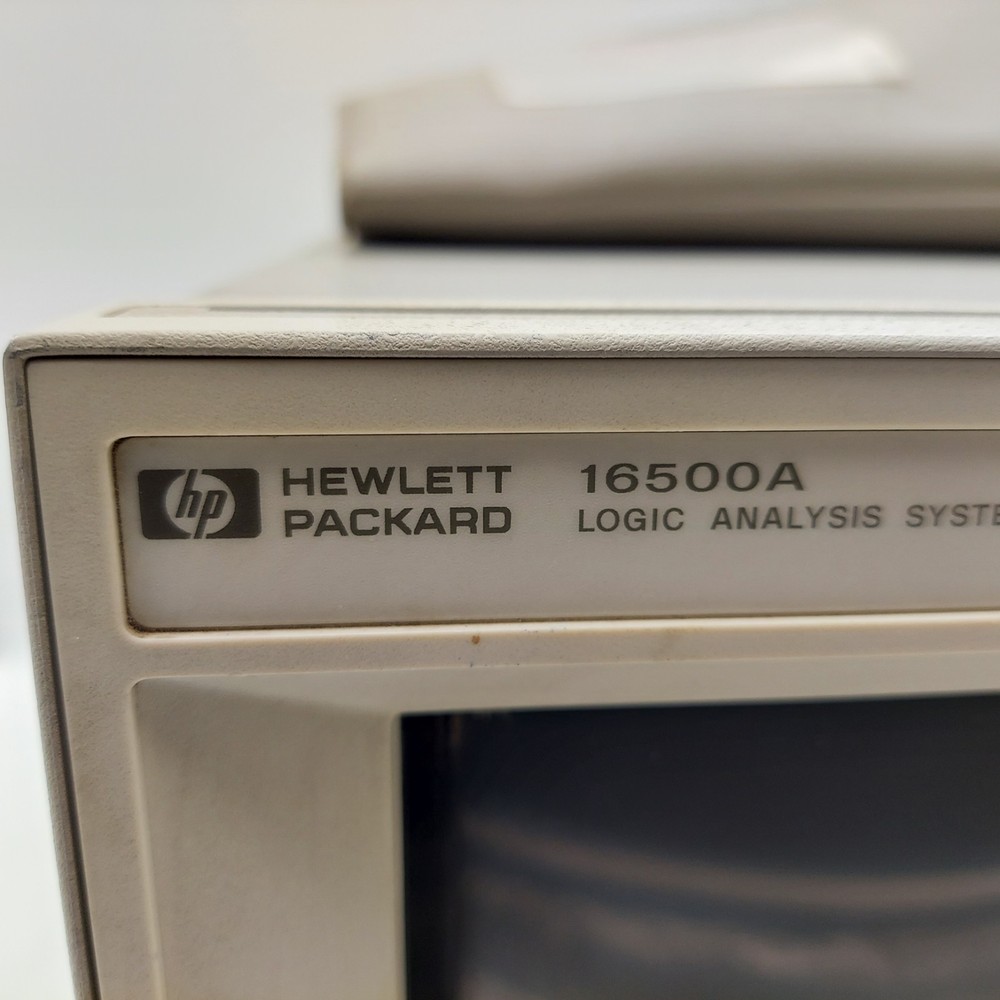 hp HEWLETT PACKARD
16500A
LOGIC ANALYSIS